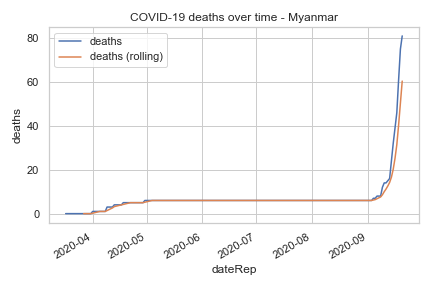 COVID-19 deaths over time - Myanmar
deaths
deaths (rolling)
80
60
40
20
0
deaths
2020-04
2020-05
2020-06
2020-07
2020-08
2020-09
dateRep